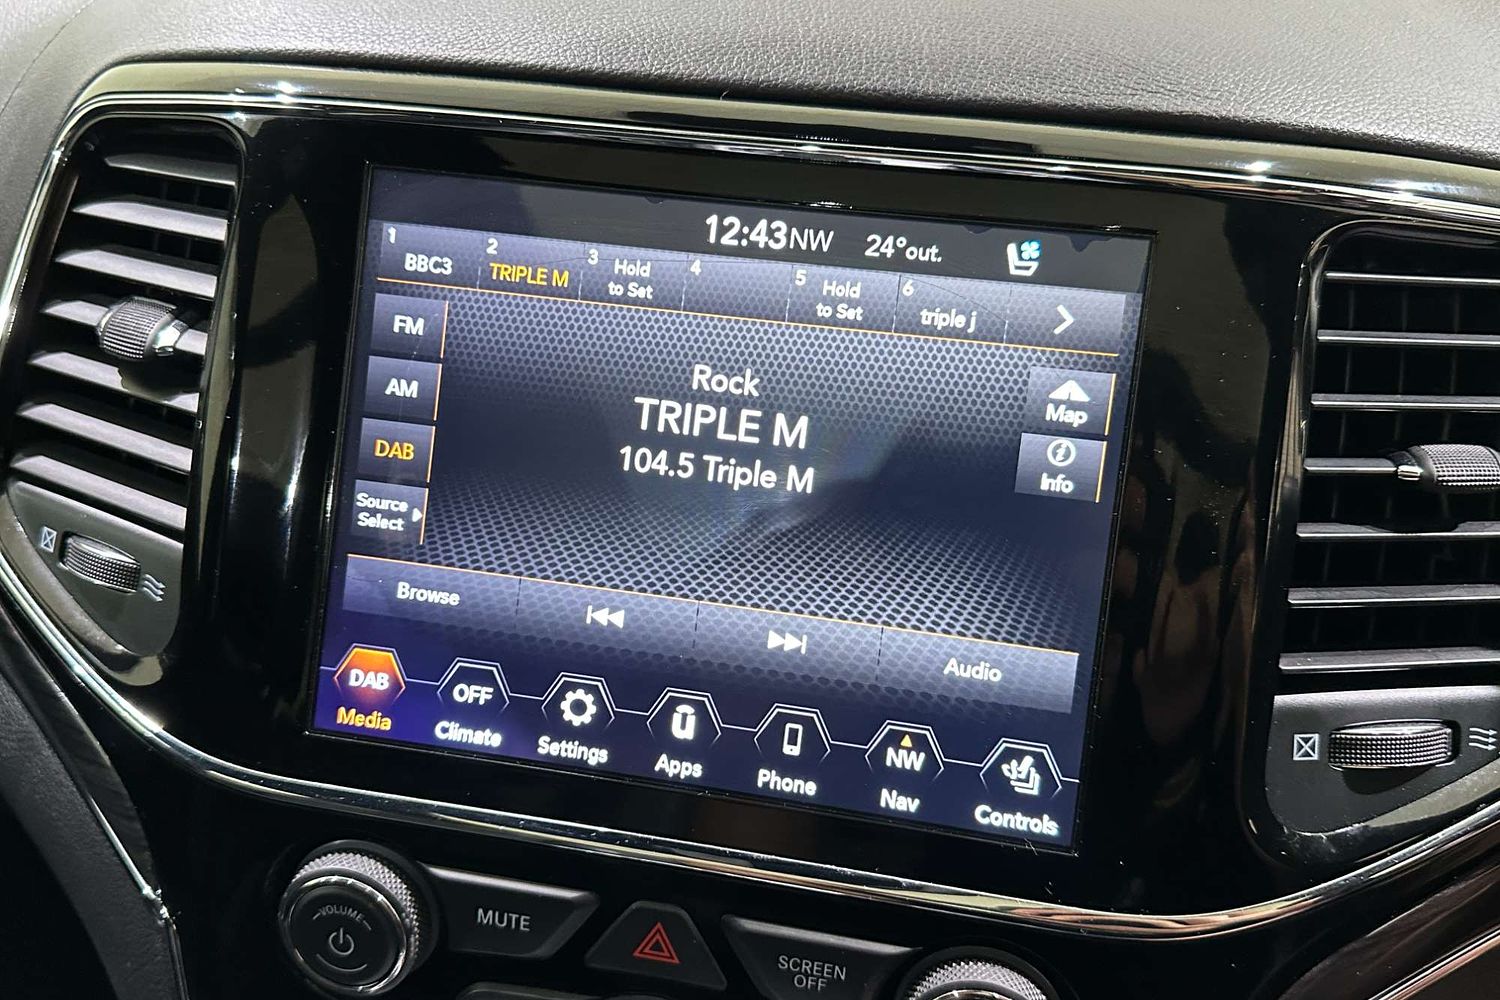 12:43 NW 24° out.
1 BBC3
2 TRIPLE M
3 Hold
to Set
4
5 Hold
to Set
6 triple j
FM
AM
DAB
Source
Select
Rock
TRIPLE M
104.5 Triple M
Map
Info
Browse
Audio
DAB
Media
OFF
Climate
Settings
Apps
Phone
NW
Nav
Controls
VOLUME
MUTE
SCREEN
OFF